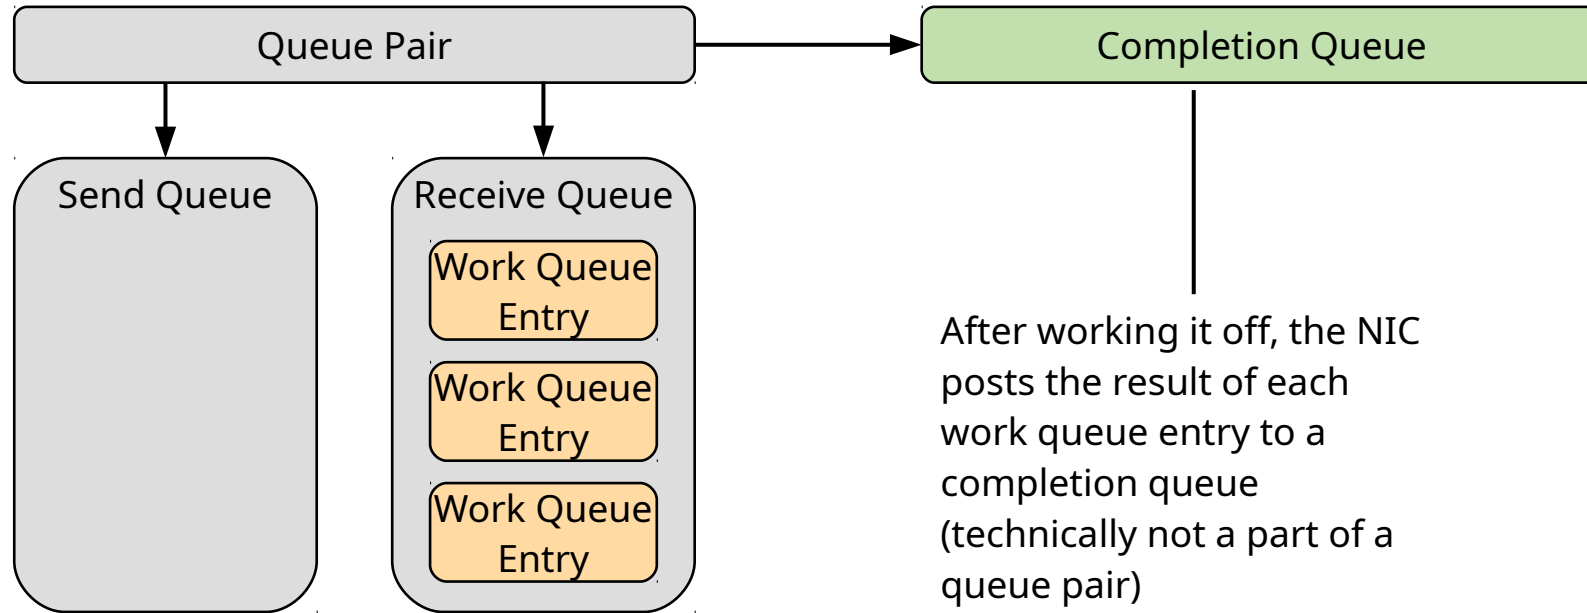 Queue Pair
Completion Queue
Send Queue
Receive Queue
Work Queue
Entry
Work Queue
Entry
Work Queue
Entry
After working it off, the NIC
posts the result of each
work queue entry to a
completion queue
(technically not a part of a
queue pair)